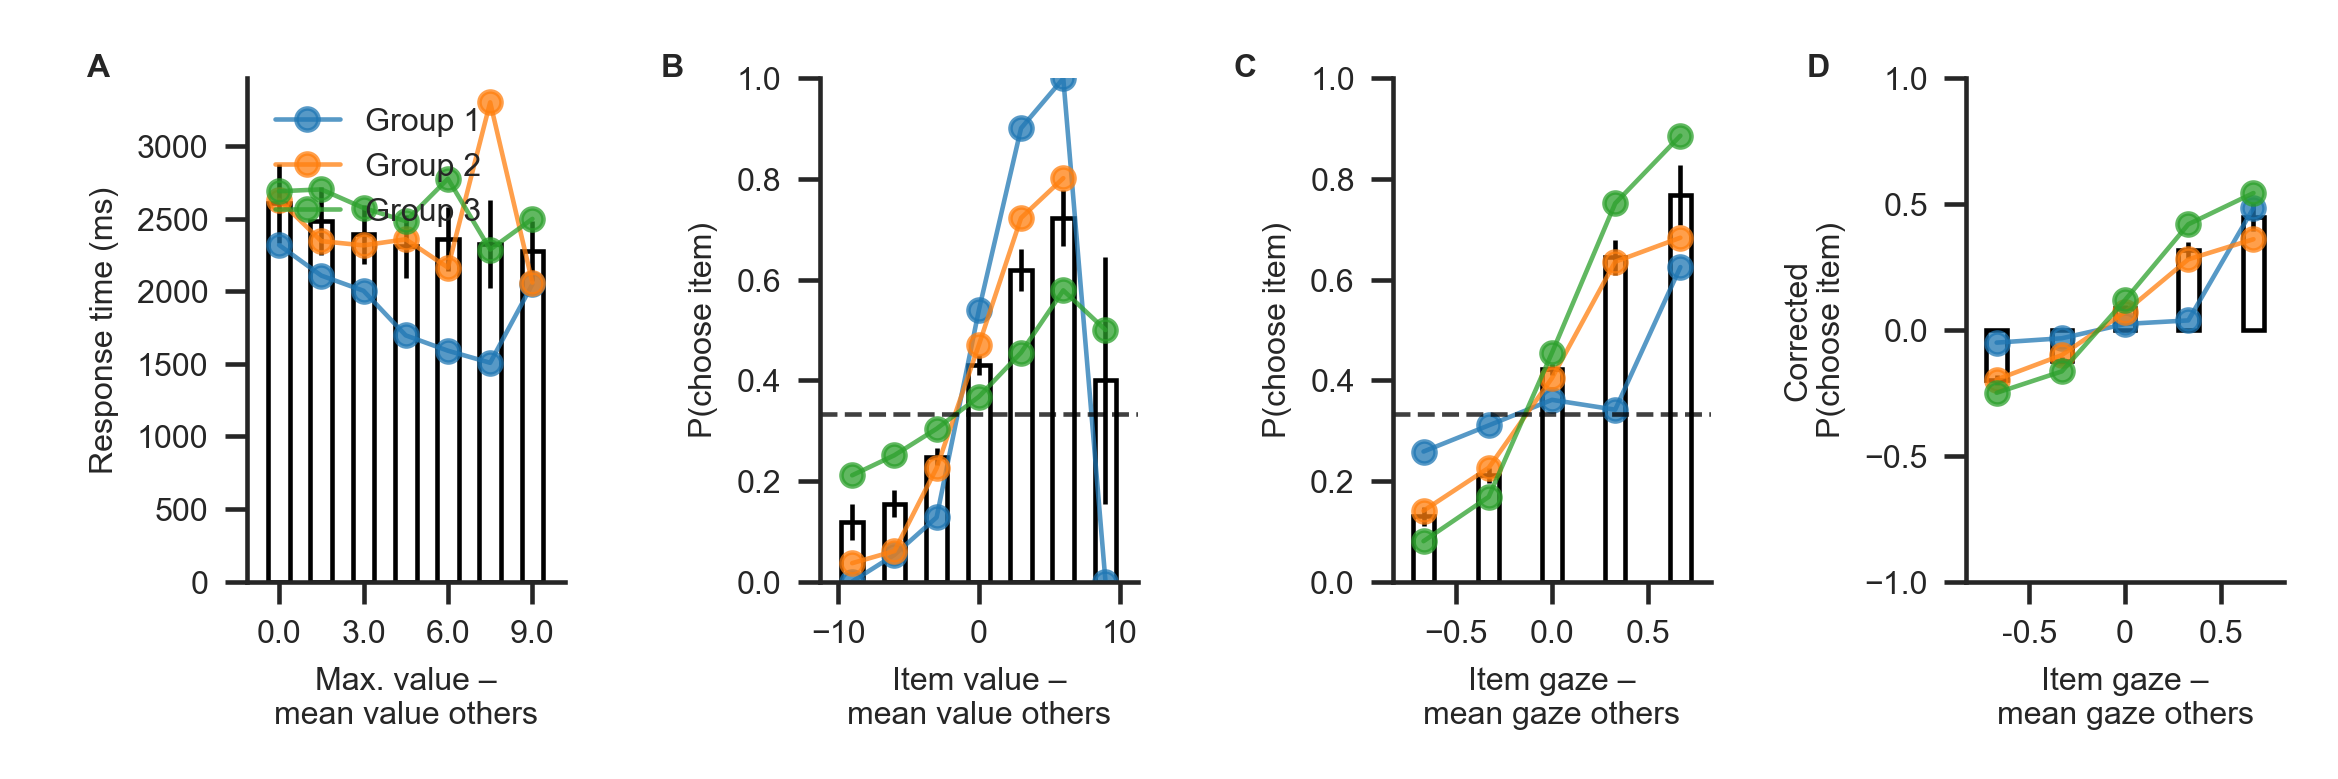 A
Group 1
Group 2
Group 3
3000
2500
2000
1500
1000
500
0
Response time (ms)
0.0 3.0 6.0 9.0
Max. value –
mean value others
B
1.0
0.8
0.6
0.4
0.2
0.0
P(choose item)
−10 0 10
Item value –
mean value others
C
1.0
0.8
0.6
0.4
0.2
0.0
P(choose item)
−0.5 0.0 0.5
Item gaze –
mean gaze others
D
1.0
0.5
0.0
−0.5
−1.0
Corrected
P(choose item)
-0.5 0 0.5
Item gaze –
mean gaze others